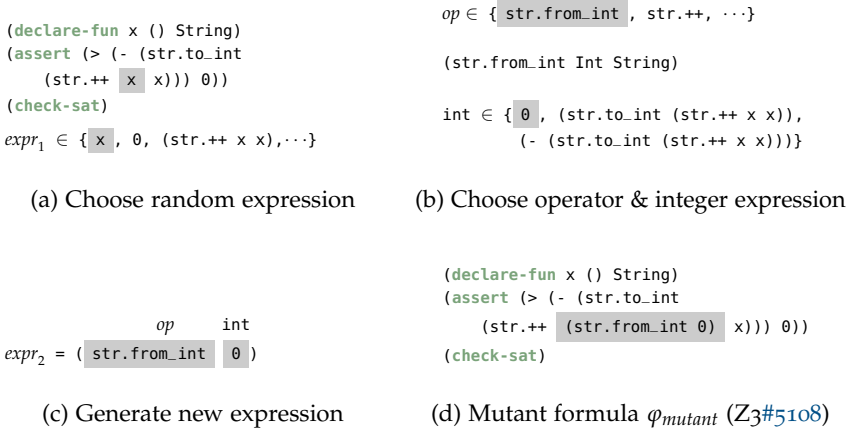 (declare-fun x () String)
(assert (> (- (str.to_int
(str.++ x x))) 0))
(check-sat)
expr₁ ∈ { x , 0, (str.++ x x),···}
(a) Choose random expression
op ∈ { str.from_int , str.++, ···}
(str.from_int Int String)
int ∈ { 0 , (str.to_int (str.++ x x)),
(- (str.to_int (str.++ x x)))}
(b) Choose operator & integer expression
op int
expr₂ = ( str.from_int 0 )
(c) Generate new expression
(declare-fun x () String)
(assert (> (- (str.to_int
(str.++ (str.from_int 0) x))) 0))
(check-sat)
(d) Mutant formula φmutant (Z3#5108)